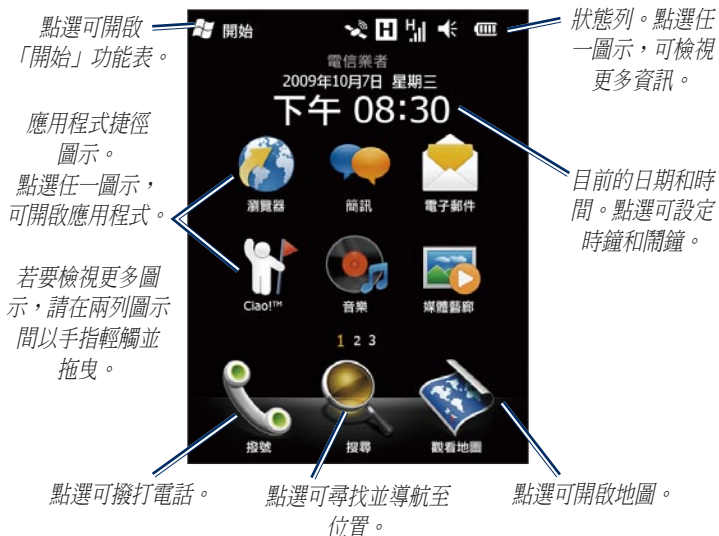 點選可開啟
「開始」功能表。
狀態列。點選任
一圖示，可檢視
更多資訊。
開始
H
H
電信業者
2009年10月7日 星期三
下午 08:30
應用程式捷徑
圖示。
點選任一圖示，
可開啟應用程式。
目前的日期和時
間。點選可設定
時鐘和鬧鐘。
瀏覽器
簡訊
電子郵件
若要檢視更多圖
示，請在兩列圖示
間以手指輕觸並
拖曳。
Ciao!™
音樂
媒體藝廊
1 2 3
撥號
搜尋
觀看地圖
點選可撥打電話。
點選可尋找並導航至
位置。
點選可開啟地圖。